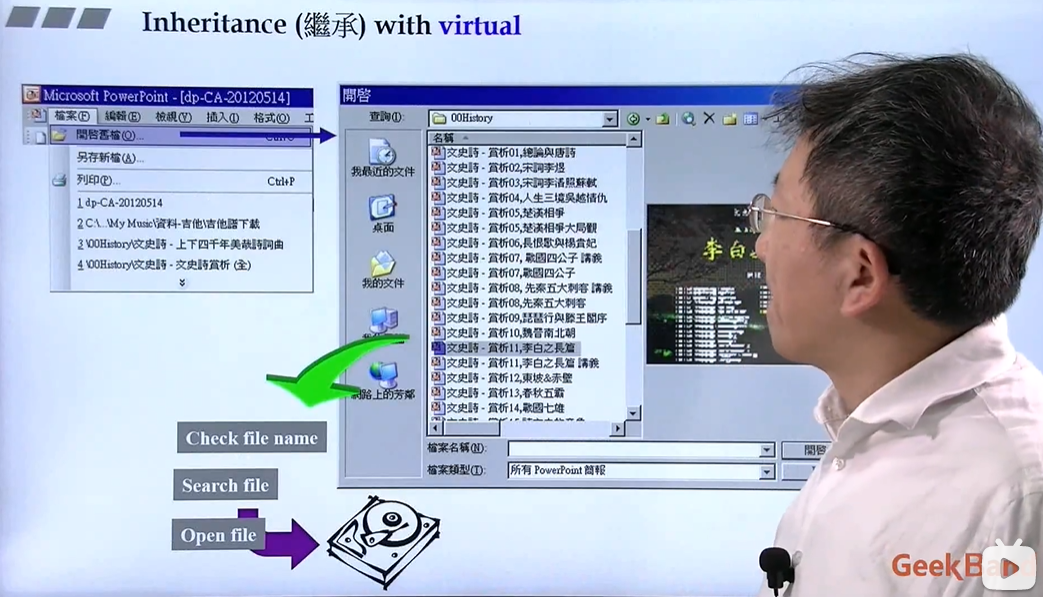 Inheritance (繼承) with virtual
Microsoft PowerPoint - [dp-CA-20120514]
檔案(F) 編輯(E) 檢視(V) 插入(I) 格式(O) 工
開啓舊檔(O)...
另存新檔(A)...
列印(P)... Ctrl+P
1 dp-CA-20120514
2 C:\...\My Music\資料-吉他\吉他譜下載
3 \00History\文史詩 - 上下四千年美哉詩詞曲
4 \00History\文史詩 - 文史詩賞析 (全)
開啓
查詢(I): 00History
我最近的文件
桌面
我的文件
網路上的芳鄰
名稱
文史詩 - 賞析01,總論與唐詩
文史詩 - 賞析02,宋詞李煜
文史詩 - 賞析03,宋詞李清照蘇軾
文史詩 - 賞析04,人生三境吳越情仇
文史詩 - 賞析05,楚漢相爭
文史詩 - 賞析05,楚漢相爭大局觀
文史詩 - 賞析06,長恨歌與楊貴妃
文史詩 - 賞析07, 戰國四公子 講義
文史詩 - 賞析07, 戰國四公子
文史詩 - 賞析08, 先秦五大刺客 講義
文史詩 - 賞析08, 先秦五大刺客
文史詩 - 賞析09,琵琶行與滕王閣序
文史詩 - 賞析10,魏晉南北朝
文史詩 - 賞析11,李白之長篇
文史詩 - 賞析11,李白之長篇 講義
文史詩 - 賞析12,東坡&赤壁
文史詩 - 賞析13,春秋五霸
文史詩 - 賞析14,戰國七雄
李白
檔案名稱(N):
開啓
檔案類型(T): 所有 PowerPoint 簡報
Check file name
Search file
Open file
GeekBa